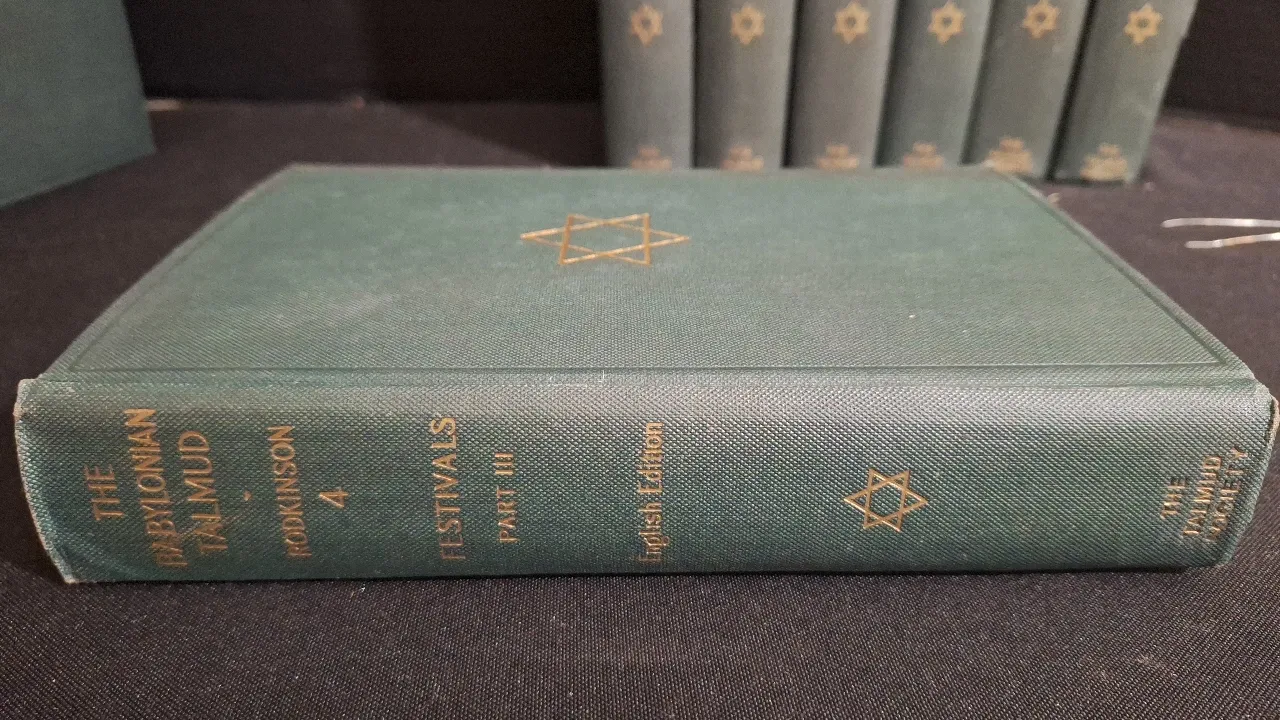 THE
BABYLONIAN
TALMUD
RODKINSON
4
FESTIVALS
PART III
English Edition
THE
TALMUD
SOCIETY